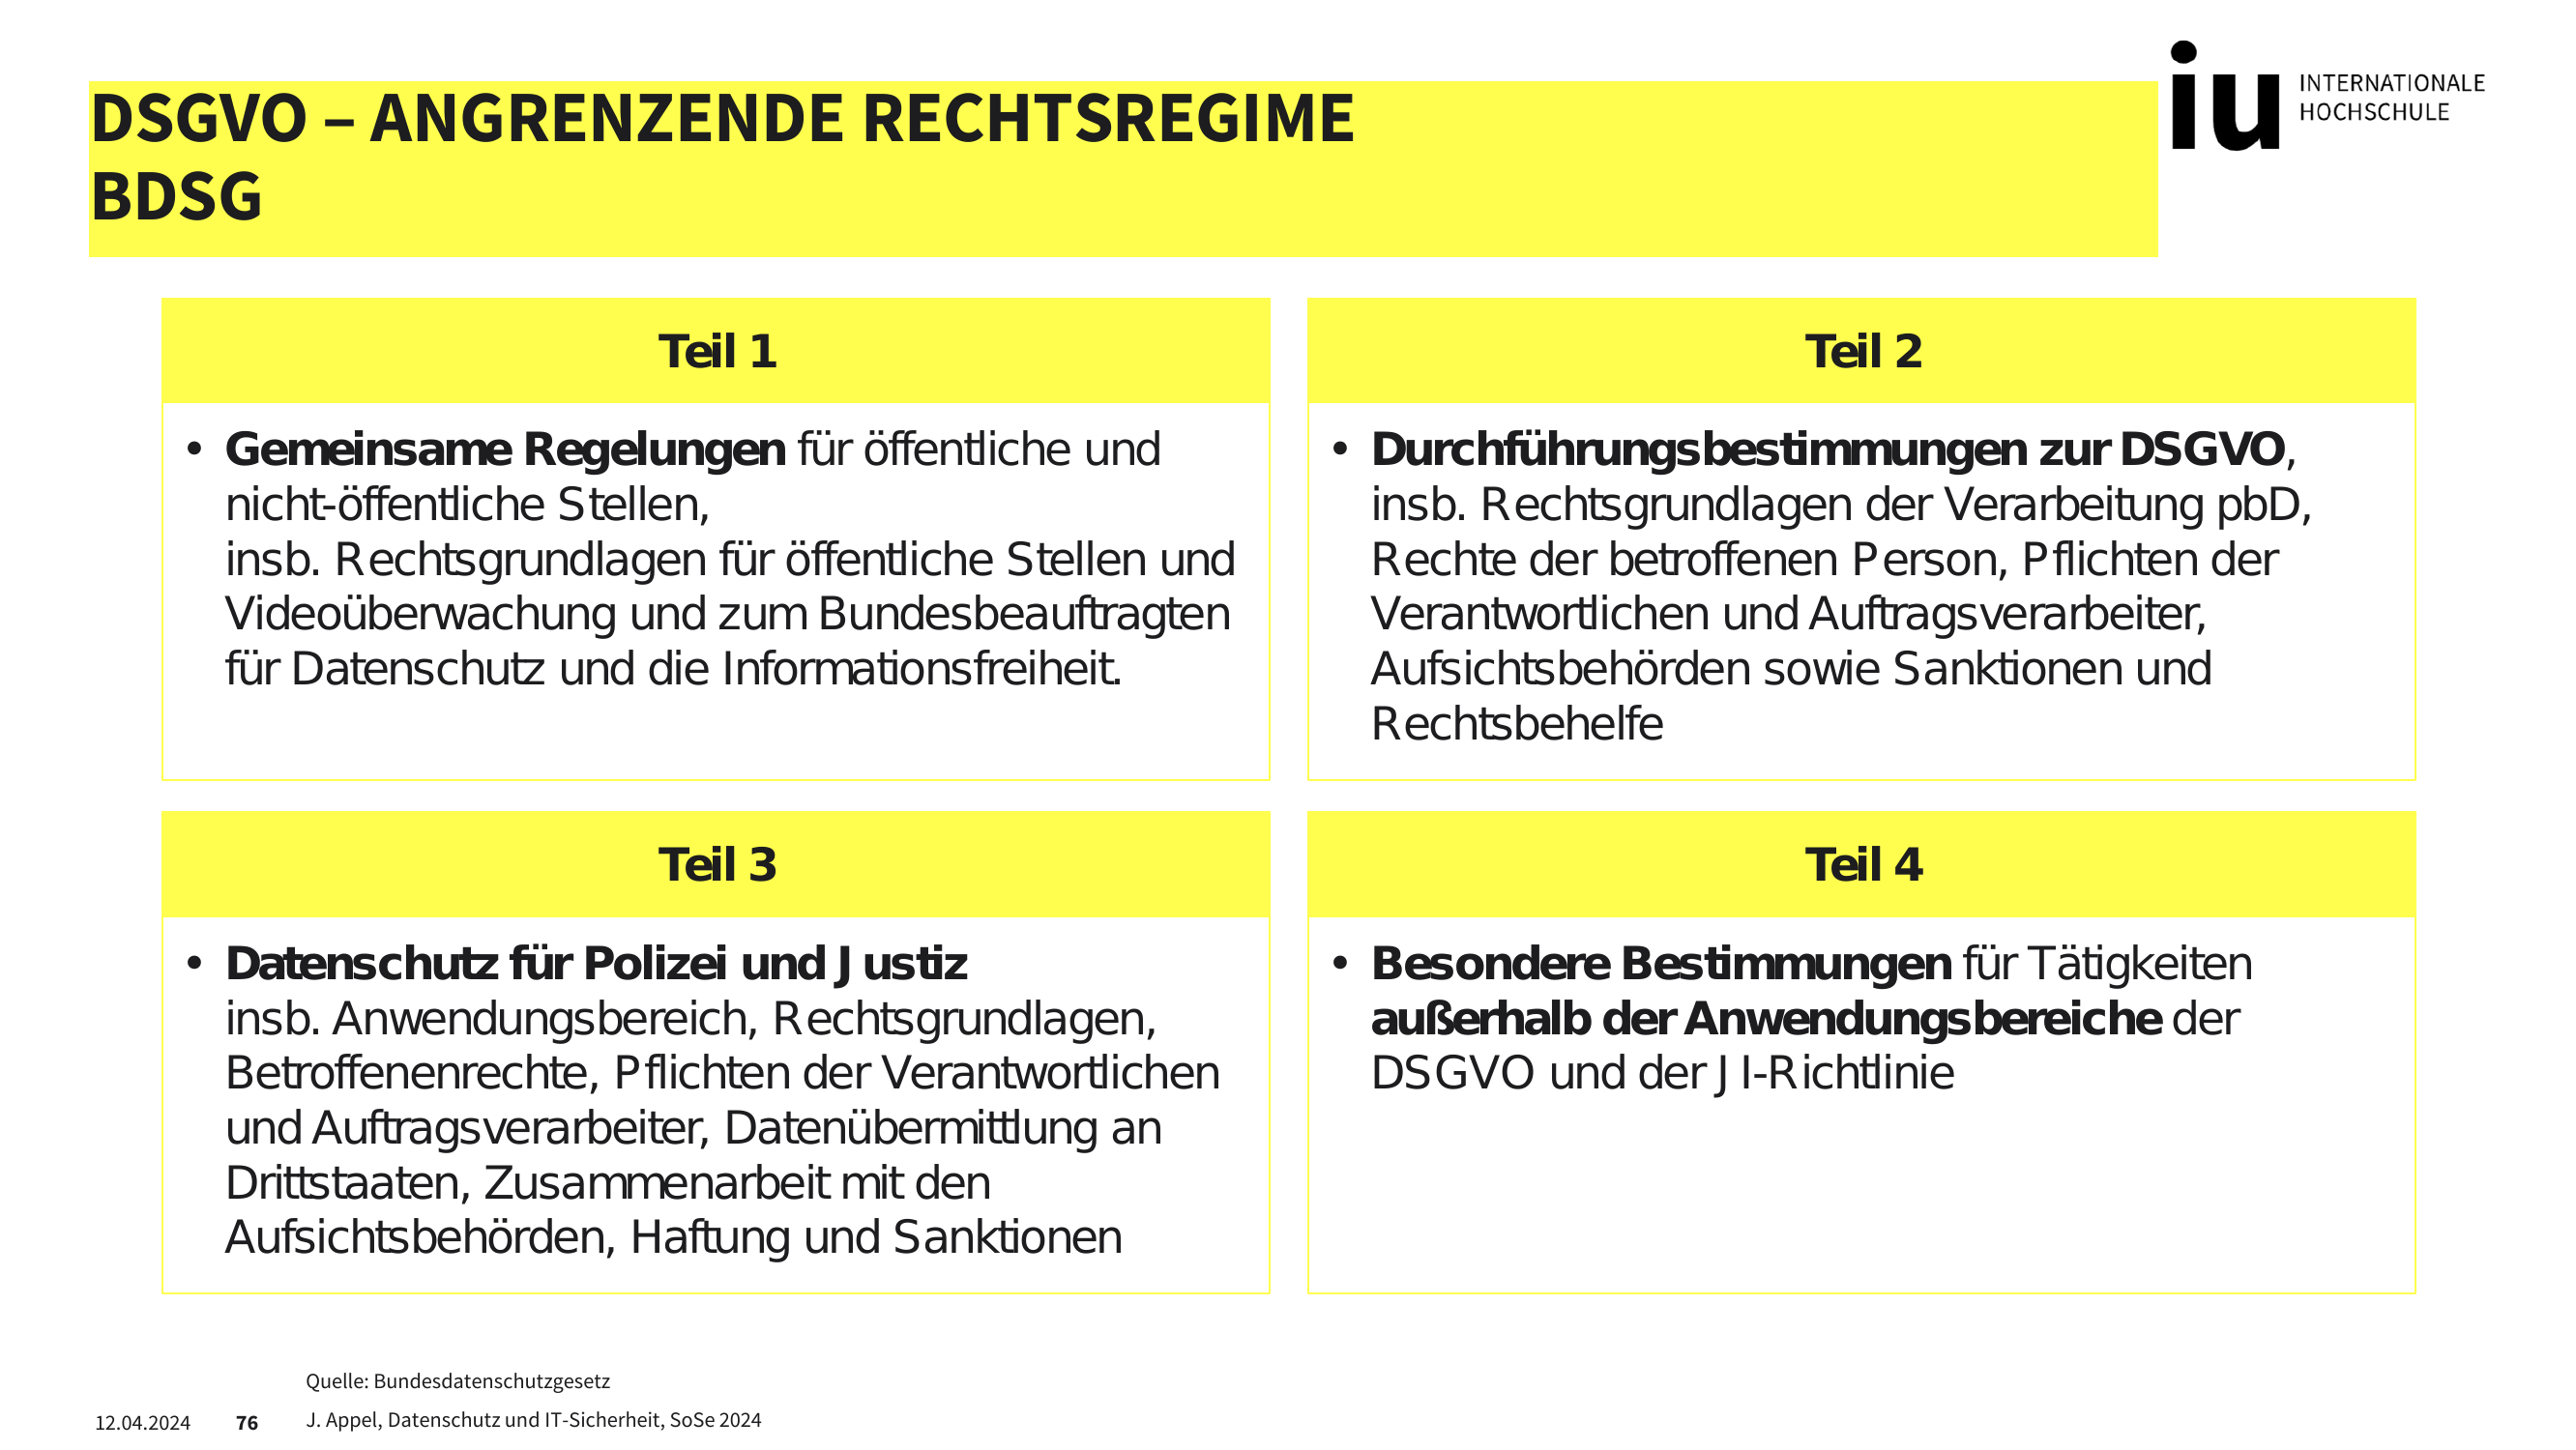 DSGVO – ANGRENZENDE RECHTSREGIME
BDSG
iu INTERNATIONALE
HOCHSCHULE
Teil 1
• Gemeinsame Regelungen für öffentliche und
nicht-öffentliche Stellen,
insb. Rechtsgrundlagen für öffentliche Stellen und
Videoüberwachung und zum Bundesbeauftragten
für Datenschutz und die Informationsfreiheit.
Teil 2
• Durchführungsbestimmungen zur DSGVO,
insb. Rechtsgrundlagen der Verarbeitung pbD,
Rechte der betroffenen Person, Pflichten der
Verantwortlichen und Auftragsverarbeiter,
Aufsichtsbehörden sowie Sanktionen und
Rechtsbehelfe
Teil 3
• Datenschutz für Polizei und Justiz
insb. Anwendungsbereich, Rechtsgrundlagen,
Betroffenenrechte, Pflichten der Verantwortlichen
und Auftragsverarbeiter, Datenübermittlung an
Drittstaaten, Zusammenarbeit mit den
Aufsichtsbehörden, Haftung und Sanktionen
Teil 4
• Besondere Bestimmungen für Tätigkeiten
außerhalb der Anwendungsbereiche der
DSGVO und der JI-Richtlinie
Quelle: Bundesdatenschutzgesetz
12.04.2024 76 J. Appel, Datenschutz und IT-Sicherheit, SoSe 2024